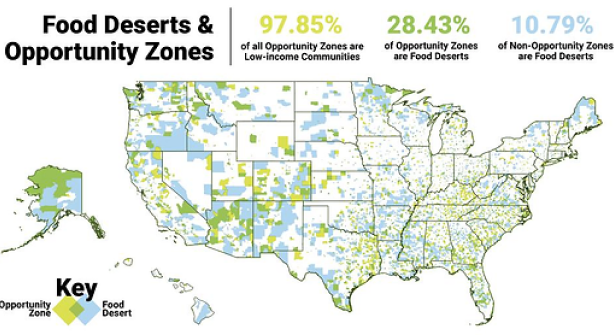 Food Deserts &
Opportunity Zones
97.85%
of all Opportunity Zones are
Low-income Communities
28.43%
of Opportunity Zones
are Food Deserts
10.79%
of Non-Opportunity Zones
are Food Deserts
Key
Opportunity
Zone
Food
Desert